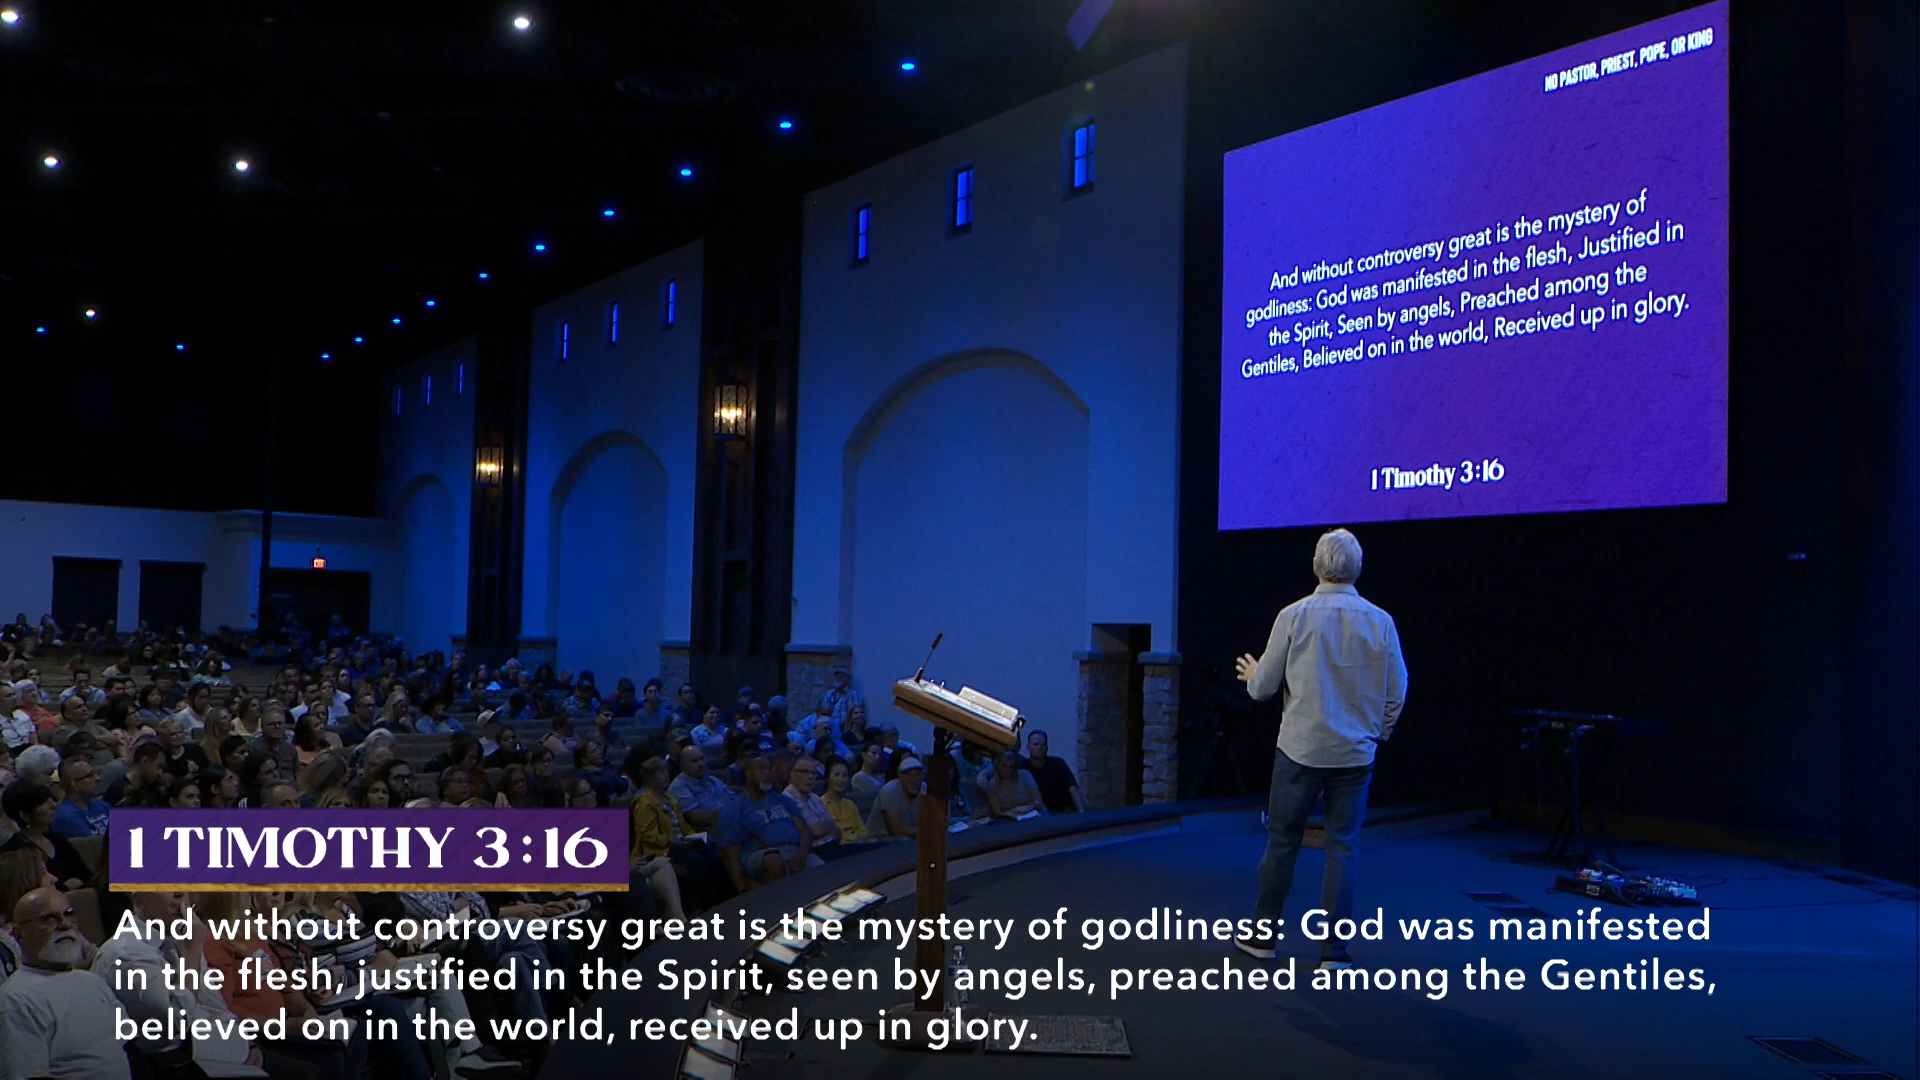 NO PASTOR, PRIEST, POPE, OR KING
And without controversy great is the mystery of
godliness: God was manifested in the flesh, Justified in
the Spirit, Seen by angels, Preached among the
Gentiles, Believed on in the world, Received up in glory.
1 Timothy 3:16
1 TIMOTHY 3:16
And without controversy great is the mystery of godliness: God was manifested
in the flesh, justified in the Spirit, seen by angels, preached among the Gentiles,
believed on in the world, received up in glory.